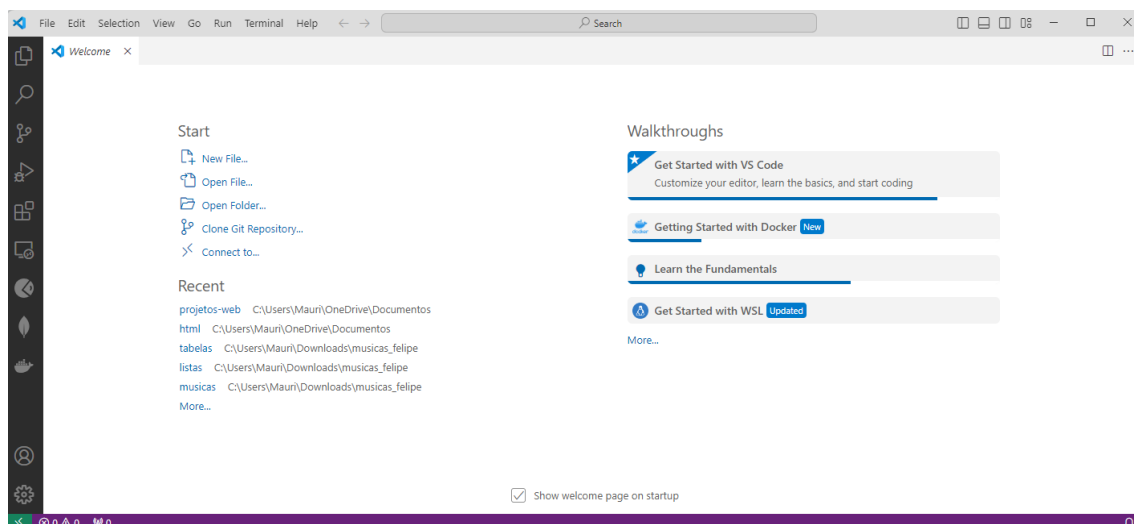 File Edit Selection View Go Run Terminal Help Search
Welcome
Start
New File...
Open File...
Open Folder...
Clone Git Repository...
Connect to...
Recent
projetos-web C:\Users\Mauri\OneDrive\Documentos
html C:\Users\Mauri\OneDrive\Documentos
tabelas C:\Users\Mauri\Downloads\musicas_felipe
listas C:\Users\Mauri\Downloads\musicas_felipe
musicas C:\Users\Mauri\Downloads\musicas_felipe
More...
Walkthroughs
Get Started with VS Code
Customize your editor, learn the basics, and start coding
Getting Started with Docker New
Learn the Fundamentals
Get Started with WSL Updated
More...
Show welcome page on startup
0 0 0